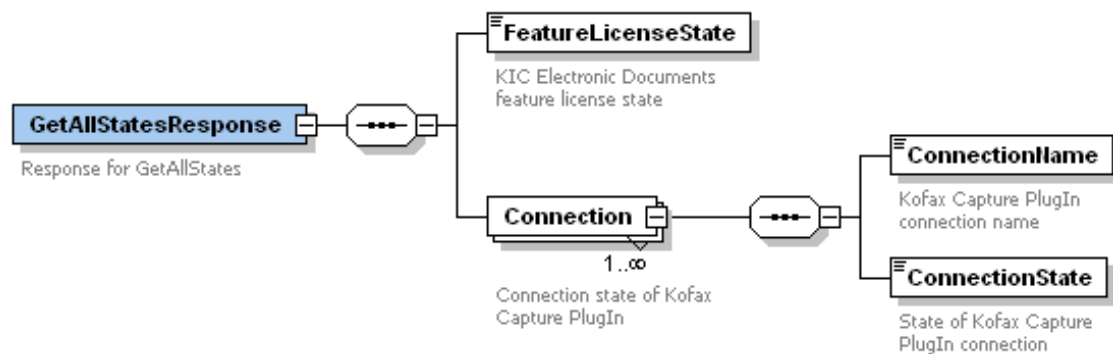 FeatureLicenseState
KIC Electronic Documents
feature license state
GetAllStatesResponse
Response for GetAllStates
ConnectionName
Kofax Capture PlugIn
connection name
Connection
1..∞
Connection state of Kofax
Capture PlugIn
ConnectionState
State of Kofax Capture
PlugIn connection